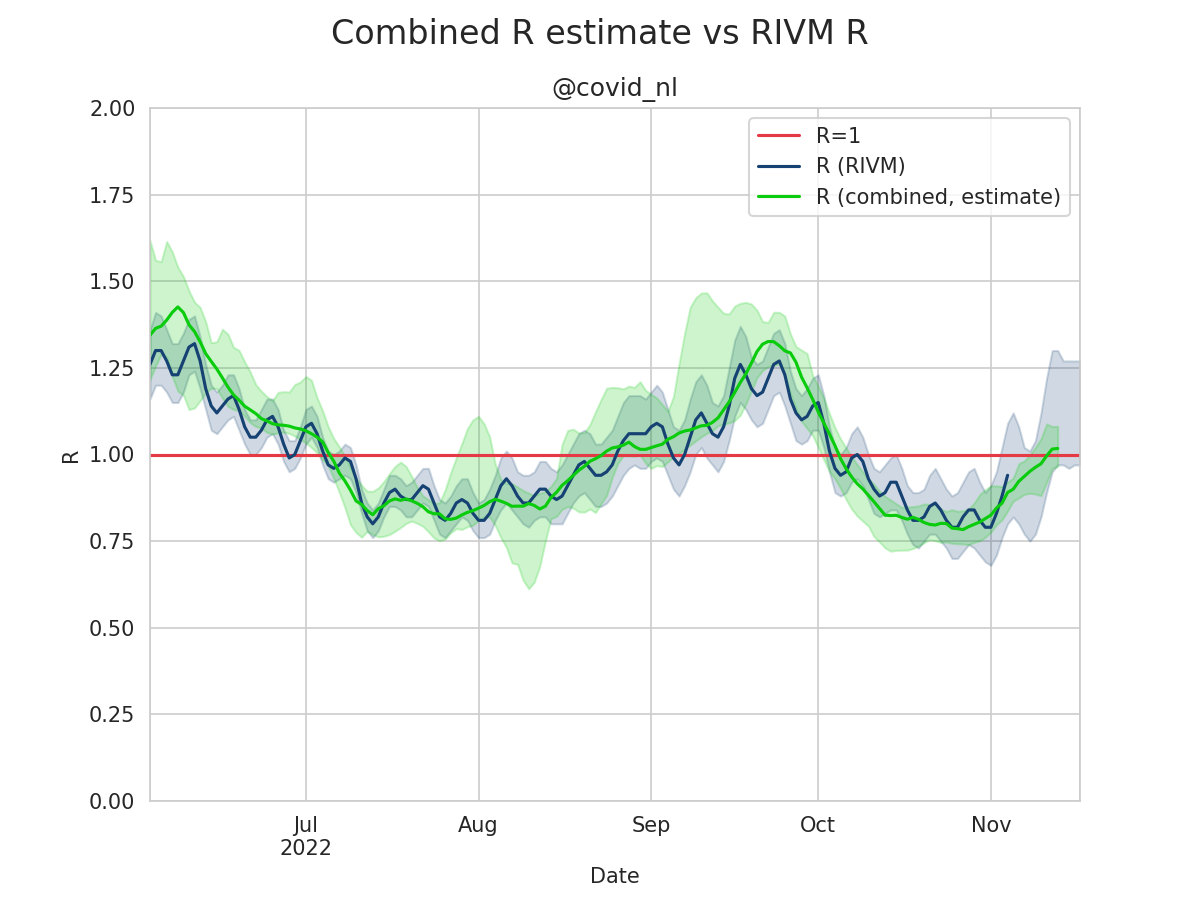 Combined R estimate vs RIVM R
@covid_nl
2.00
1.75
1.50
1.25
1.00
0.75
0.50
0.25
0.00
R
R=1
R (RIVM)
R (combined, estimate)
Jul
2022
Aug
Sep
Oct
Nov
Date